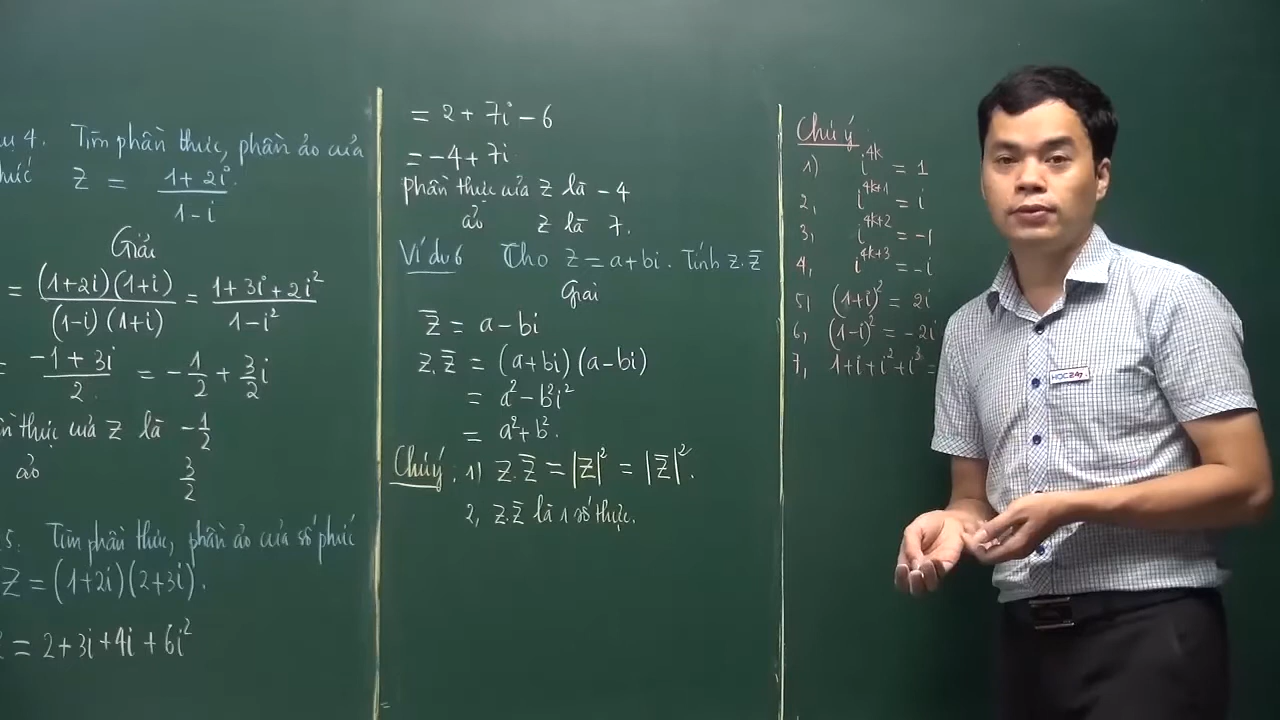 4. Tìm phần thực, phần ảo của
Z = (1+2i)/(1-i)
Giải
= ((1+2i)(1+i))/((1-i)(1+i)) = (1+3i+2i²)/(1-i²)
= (-1+3i)/2 = -1/2 + 3/2 i
thực của Z là -1/2
ảo 3/2
5. Tìm phần thực, phần ảo của số phức
Z = (1+2i)(2+3i).
= 2+3i+4i+6i²
= 2+7i-6
= -4+7i
phần thực của Z là -4
ảo Z là 7.
Ví dụ 6 Cho Z = a+bi. Tính Z.Z̅
Giải
Z̅ = a-bi
Z.Z̅ = (a+bi)(a-bi)
= a²-b²i²
= a²+b².
Chú ý. 1) Z.Z̅ = |Z|² = |Z̅|².
2, Z.Z̅ là 1 số thực.
Chú ý
1) i⁴ᵏ = 1
2, i⁴ᵏ⁺¹ = i
3, i⁴ᵏ⁺² = -1
4, i⁴ᵏ⁺³ = -i
5, (1+i)² = 2i
6, (1-i)² = -2i
7, 1+i+i²+i³ =
HOC247